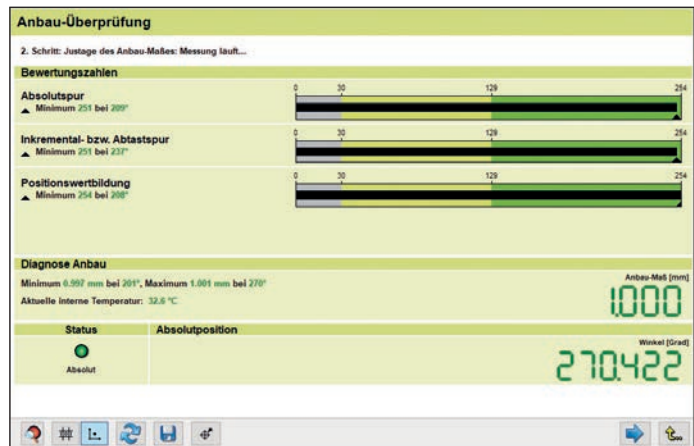 Anbau-Überprüfung
2. Schritt: Justage des Anbau-Maßes: Messung läuft...
Bewertungszahlen
Absolutspur
Minimum 251 bei 209°
0 30 129 254
Inkremental- bzw. Abtastspur
Minimum 251 bei 237°
0 30 129 254
Positionswertbildung
Minimum 254 bei 208°
0 30 129 254
Diagnose Anbau
Minimum 0.997 mm bei 201°, Maximum 1.001 mm bei 270°
Aktuelle interne Temperatur: 32.6 °C
Anbau-Maß [mm]
1.000
Status Absolutposition
Absolut
Winkel [Grad]
270.422